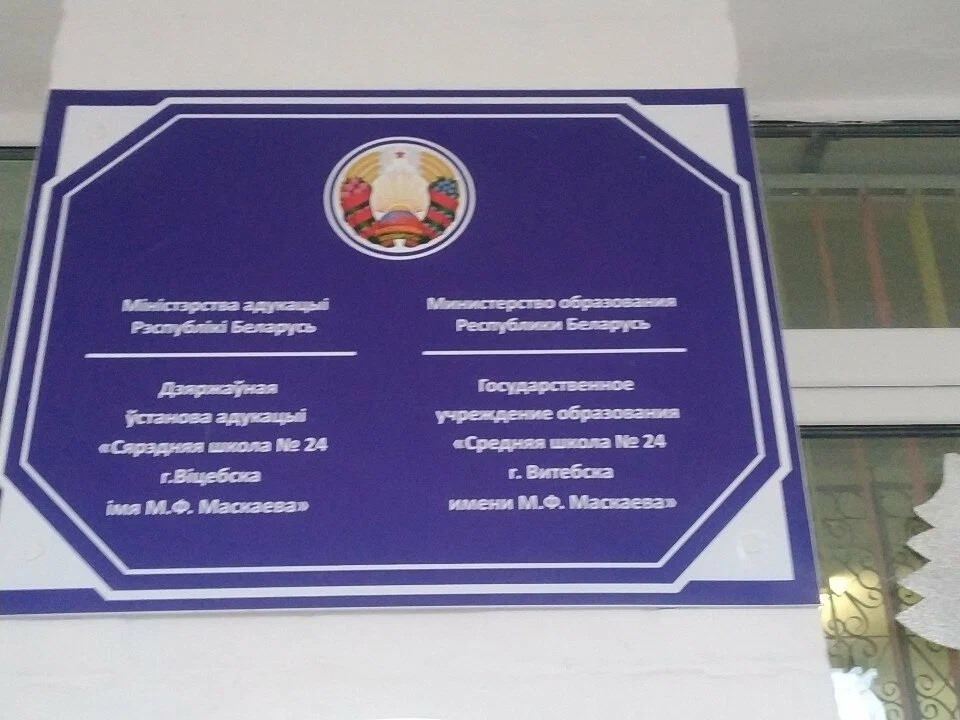 Міністэрства адукацыі
Рэспублікі Беларусь
Дзяржаўная
ўстанова адукацыі
«Сярэдняя школа № 24
г.Віцебска
імя М.Ф. Маскаева»
Министерство образования
Республики Беларусь
Государственное
учреждение образования
«Средняя школа № 24
г. Витебска
имени М.Ф. Маскаева»